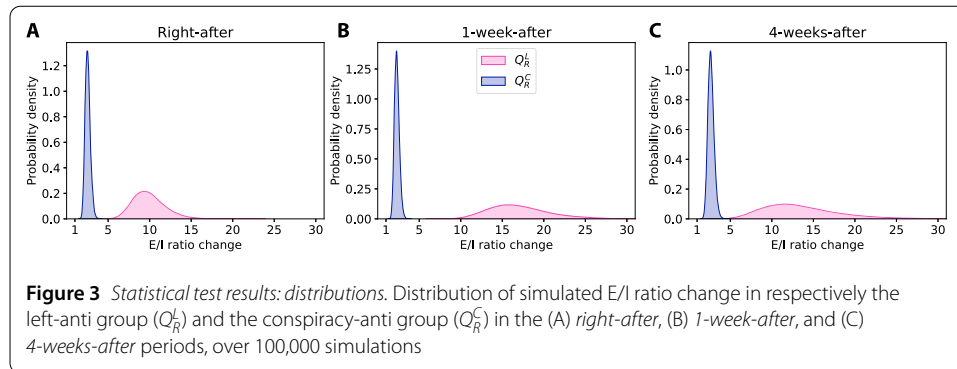 A Right-after B 1-week-after C 4-weeks-after
Probability density Probability density Probability density
1.2 1.0 0.8 0.6 0.4 0.2 0.0
1.25 1.00 0.75 0.50 0.25 0.00
1.0 0.8 0.6 0.4 0.2 0.0
Q_R^L
Q_R^C
1 5 10 15 20 25 30 1 5 10 15 20 25 30 1 5 10 15 20 25 30
E/I ratio change E/I ratio change E/I ratio change
Figure 3 Statistical test results: distributions. Distribution of simulated E/I ratio change in respectively the
left-anti group (Q_R^L) and the conspiracy-anti group (Q_R^C) in the (A) right-after, (B) 1-week-after, and (C)
4-weeks-after periods, over 100,000 simulations